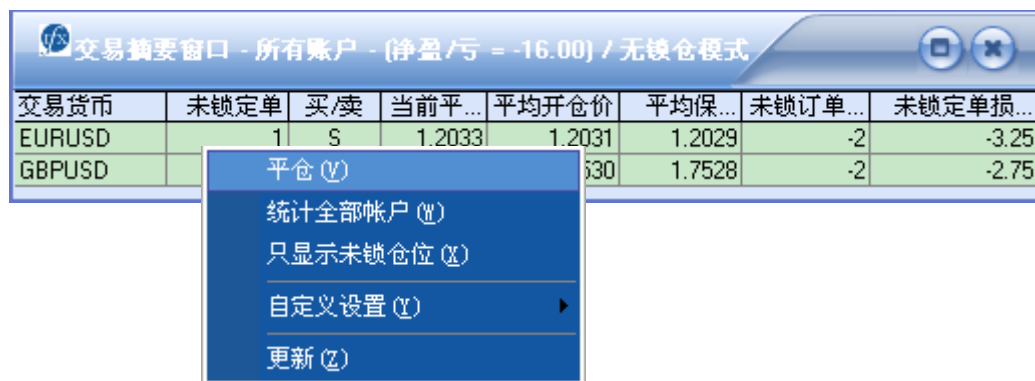 交易摘要窗口 - 所有账户 - (净盈/亏 = -16.00) / 无锁仓模式
交易货币 未锁定单 买/卖 当前平... 平均开仓价 平均保... 未锁订单... 未锁定单损...
EURUSD 1 S 1.2033 1.2031 1.2029 -2 -3.25
GBPUSD 530 1.7528 -2 -2.75
平仓(V)
统计全部帐户(W)
只显示未锁仓位(X)
自定义设置(Y)
更新(Z)